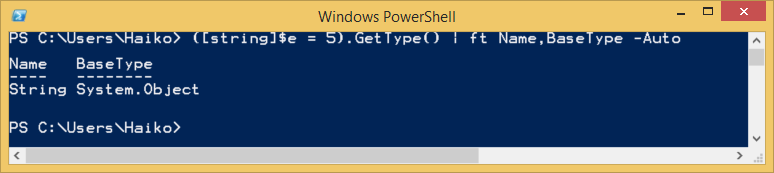 Windows PowerShell
PS C:\Users\Haiko> ([string]$e = 5).GetType() | ft Name,BaseType -Auto
Name   BaseType
----   --------
String System.Object
PS C:\Users\Haiko>